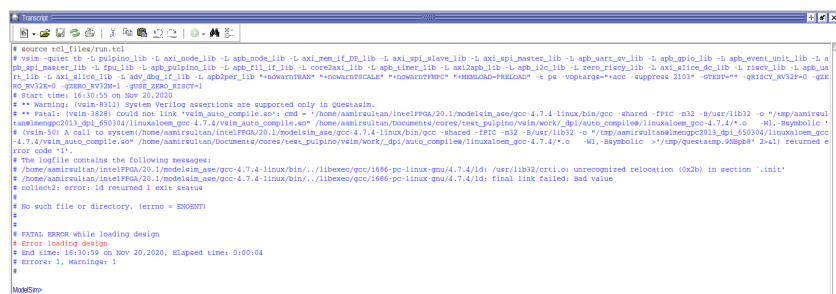 Transcript
# source tcl_files/run.tcl
# vsim -quiet tb -L pulpino_lib -L axi_node_lib -L apb_node_lib -L axi_mem_if_DP_lib -L axi_spi_slave_lib -L axi_spi_master_lib -L apb_uart_sv_lib -L apb_gpio_lib -L apb_event_unit_lib -L a
pb_spi_master_lib -L fpu_lib -L apb_pulpino_lib -L apb_fll_if_lib -L core2axi_lib -L apb_timer_lib -L axi2apb_lib -L apb_i2c_lib -L zero_riscy_lib -L axi_slice_dc_lib -L riscv_lib -L apb_ua
rt_lib -L axi_slice_lib -L adv_dbg_if_lib -L apb2per_lib "+nowarnTRAN" "+nowarnTSCALE" "+nowarnTFMPC" "+MEMLOAD=PRELOAD" -t ps -voptargs="+acc -suppress 2103" -GTEST="" -gRISCY_RV32F=0 -gZE
RO_RV32E=0 -gZERO_RV32M=1 -gUSE_ZERO_RISCY=1
# Start time: 16:30:55 on Nov 20,2020
# ** Warning: (vsim-8311) System Verilog assertions are supported only in Questasim.
# ** Fatal: (vsim-3828) Could not link 'vsim_auto_compile.so': cmd = '/home/aamirsultan/intelFPGA/20.1/modelsim_ase/gcc-4.7.4-linux/bin/gcc -shared -fPIC -m32 -B/usr/lib32 -o "/tmp/aamirsul
tan@lmengpc2013_dpi_650304/linuxaloem_gcc-4.7.4/vsim_auto_compile.so" /home/aamirsultan/Documents/cores/test_pulpino/vsim/work/_dpi/auto_compile@/linuxaloem_gcc-4.7.4/*.o -Wl,-Bsymbolic '
# (vsim-50) A call to system(/home/aamirsultan/intelFPGA/20.1/modelsim_ase/gcc-4.7.4-linux/bin/gcc -shared -fPIC -m32 -B/usr/lib32 -o "/tmp/aamirsultan@lmengpc2013_dpi_650304/linuxaloem_gcc
-4.7.4/vsim_auto_compile.so" /home/aamirsultan/Documents/cores/test_pulpino/vsim/work/_dpi/auto_compile@/linuxaloem_gcc-4.7.4/*.o -Wl,-Bsymbolic >'/tmp/questatmp.9NBpb8' 2>&1) returned e
rror code '1'.
# The logfile contains the following messages:
# /home/aamirsultan/intelFPGA/20.1/modelsim_ase/gcc-4.7.4-linux/bin/../libexec/gcc/i686-pc-linux-gnu/4.7.4/ld: /usr/lib32/crti.o: unrecognized relocation (0x2b) in section `.init'
# /home/aamirsultan/intelFPGA/20.1/modelsim_ase/gcc-4.7.4-linux/bin/../libexec/gcc/i686-pc-linux-gnu/4.7.4/ld: final link failed: Bad value
# collect2: error: ld returned 1 exit status
#
# No such file or directory. (errno = ENOENT)
#
#
# FATAL ERROR while loading design
# Error loading design
# End time: 16:30:59 on Nov 20,2020, Elapsed time: 0:00:04
# Errors: 1, Warnings: 1
#
ModelSim>